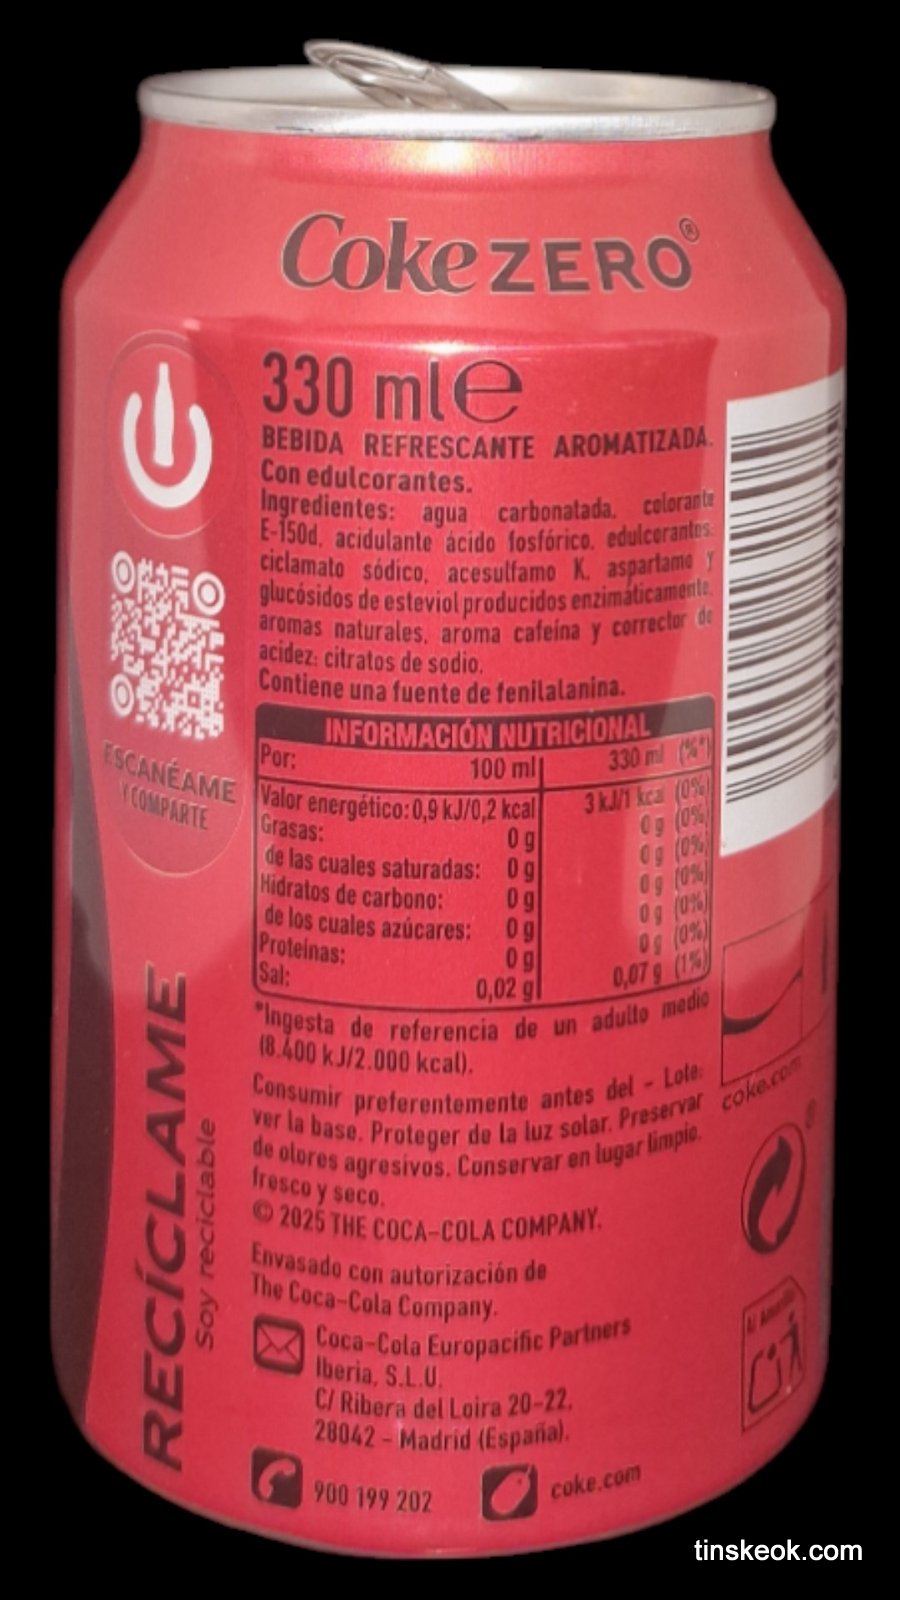 CokeZERO®
330 ml℮
BEBIDA REFRESCANTE AROMATIZADA.
Con edulcorantes.
Ingredientes: agua carbonatada, colorante
E-150d, acidulante ácido fosfórico, edulcorantes:
ciclamato sódico, acesulfamo K, aspartamo y
glucósidos de esteviol producidos enzimáticamente,
aromas naturales, aroma cafeína y corrector de
acidez: citratos de sodio.
Contiene una fuente de fenilalanina.
INFORMACIÓN NUTRICIONAL
Por: 100 ml 330 ml (%*)
Valor energético: 0,9 kJ/0,2 kcal 3 kJ/1 kcal (0%)
Grasas: 0 g 0 g (0%)
de las cuales saturadas: 0 g 0 g (0%)
Hidratos de carbono: 0 g 0 g (0%)
de los cuales azúcares: 0 g 0 g (0%)
Proteínas: 0 g 0 g (0%)
Sal: 0,02 g 0,07 g (1%)
*Ingesta de referencia de un adulto medio
(8.400 kJ/2.000 kcal).
Consumir preferentemente antes del - Lote:
ver la base. Proteger de la luz solar. Preservar
de olores agresivos. Conservar en lugar limpio,
fresco y seco.
© 2025 THE COCA-COLA COMPANY.
Envasado con autorización de
The Coca-Cola Company.
Coca-Cola Europacific Partners
Iberia, S.L.U.
C/ Ribera del Loira 20-22.
28042 - Madrid (España).
900 199 202
coke.com
ESCANÉAME
Y COMPARTE
RECÍCLAME
Soy reciclable
coke.com
Al Amarillo
tinskeok.com